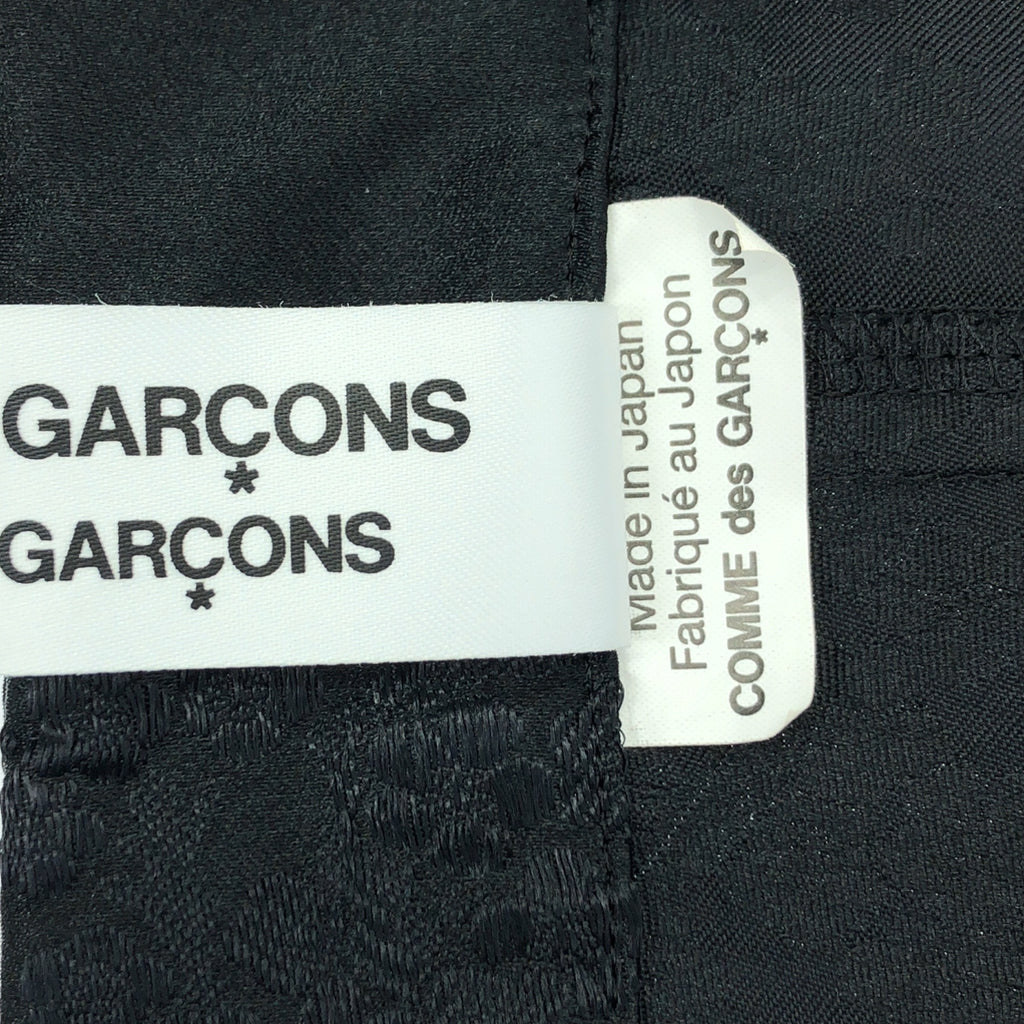 GARÇONS
*
GARÇONS
*
Made in Japan
Fabriqué au Japon
COMME des GARÇONS
*